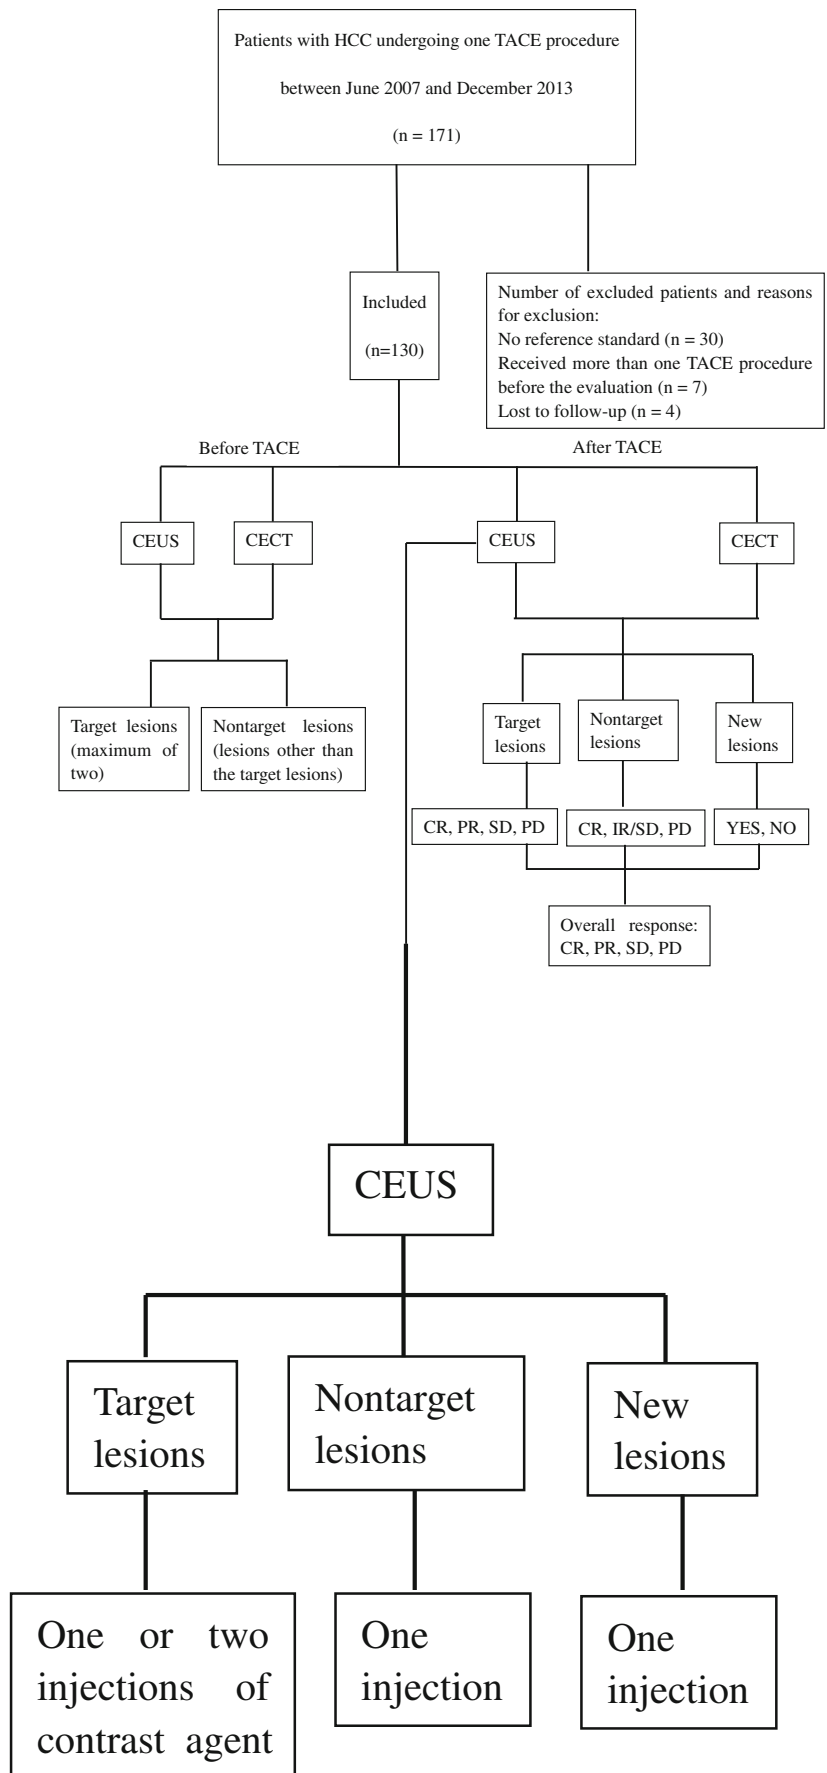 Patients with HCC undergoing one TACE procedure
between June 2007 and December 2013
(n = 171)
Included
(n=130)
Number of excluded patients and reasons
for exclusion:
No reference standard (n = 30)
Received more than one TACE procedure
before the evaluation (n = 7)
Lost to follow-up (n = 4)
Before TACE
After TACE
CEUS
CECT
CEUS
CECT
Target lesions
(maximum of
two)
Nontarget lesions
(lesions other than
the target lesions)
Target
lesions
Nontarget
lesions
New
lesions
CR, PR, SD, PD
CR, IR/SD, PD
YES, NO
Overall response:
CR, PR, SD, PD
CEUS
Target
lesions
Nontarget
lesions
New
lesions
One or two
injections of
contrast agent
One
injection
One
injection